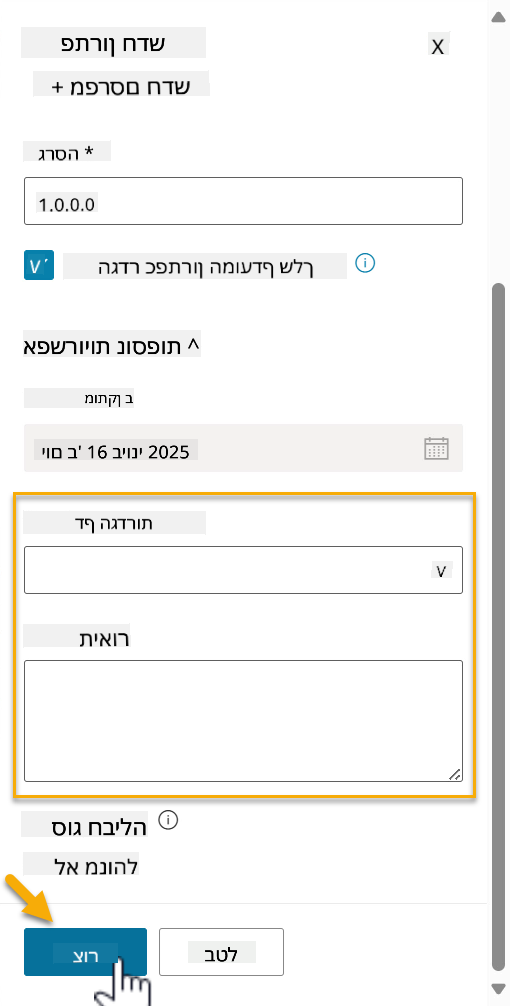 שדח ןורתפ
X
שדח םסרפמ +
* הסרג
1.0.0.0
ךלש ףדעומה ןורתפכ רדגה
^ תופסונ תויורשפא
ב ןקתומ
2025 ינויב 16 'ב םוי
תורדגה ףד
רואית
הליבח גוס
להונמ אל
רוצ
לטב